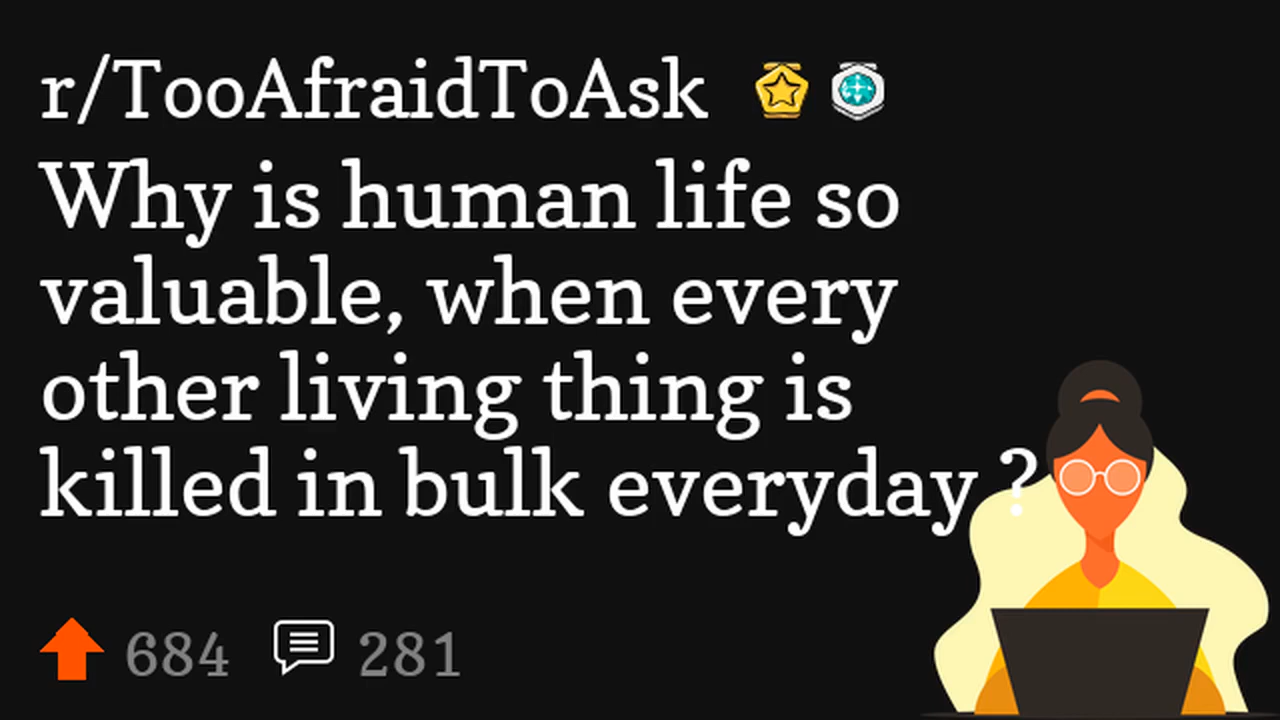 r/TooAfraidToAsk
Why is human life so
valuable, when every
other living thing is
killed in bulk everyday ?
684 281